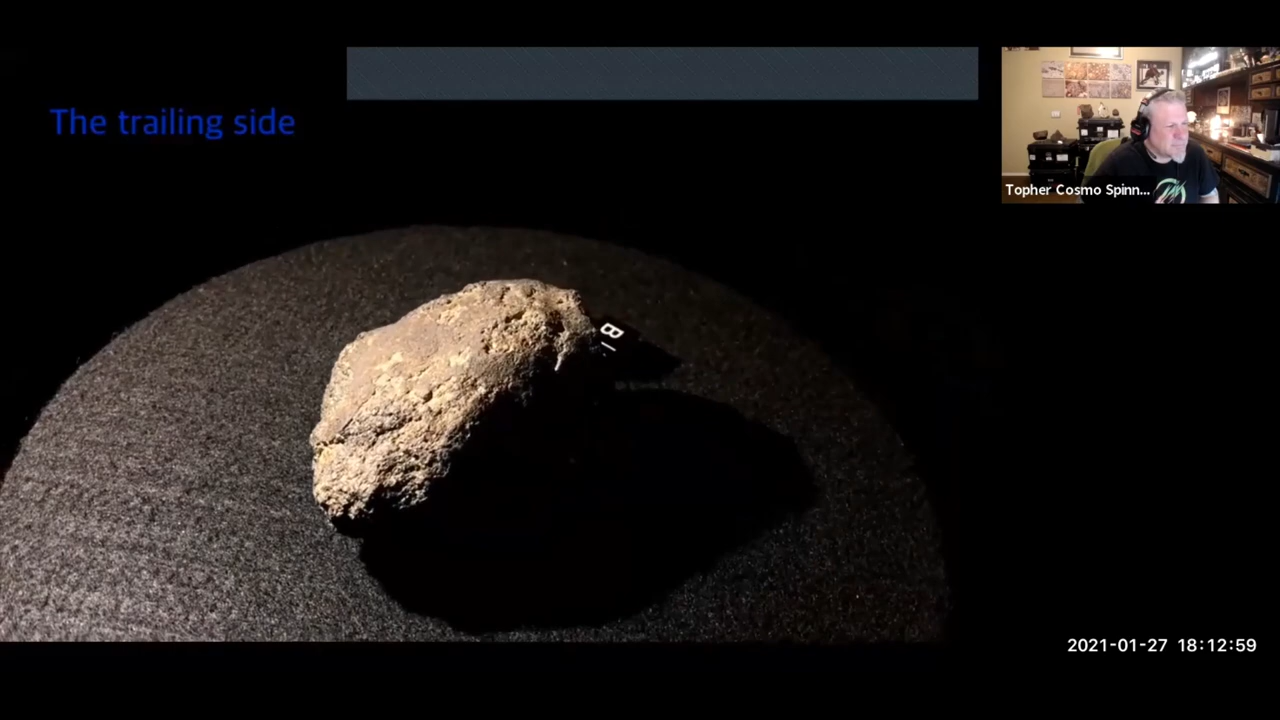 The trailing side
Topher Cosmo Spinn...
B
2021-01-27 18:12:59